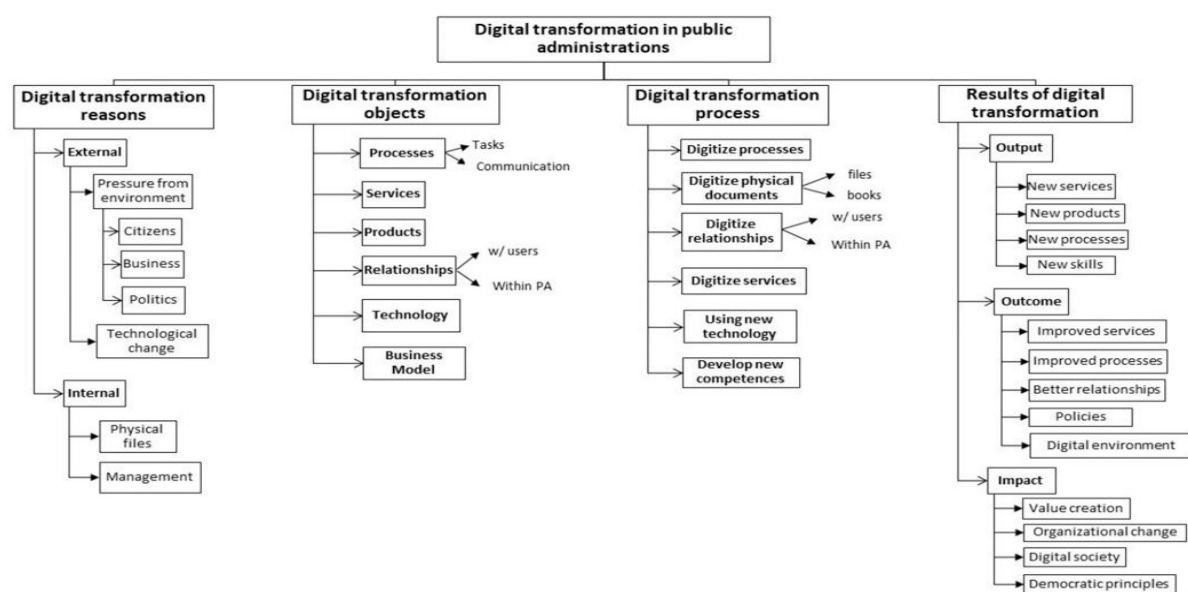 Digital transformation in public
administrations
Digital transformation
reasons
External
Pressure from
environment
Citizens
Business
Politics
Technological
change
Internal
Physical
files
Management
Digital transformation
objects
Processes
Tasks
Communication
Services
Products
Relationships
w/ users
Within PA
Technology
Business
Model
Digital transformation
process
Digitize processes
Digitize physical
documents
files
books
Digitize
relationships
w/ users
Within PA
Digitize services
Using new
technology
Develop new
competences
Results of digital
transformation
Output
New services
New products
New processes
New skills
Outcome
Improved services
Improved processes
Better relationships
Policies
Digital environment
Impact
Value creation
Organizational change
Digital society
Democratic principles